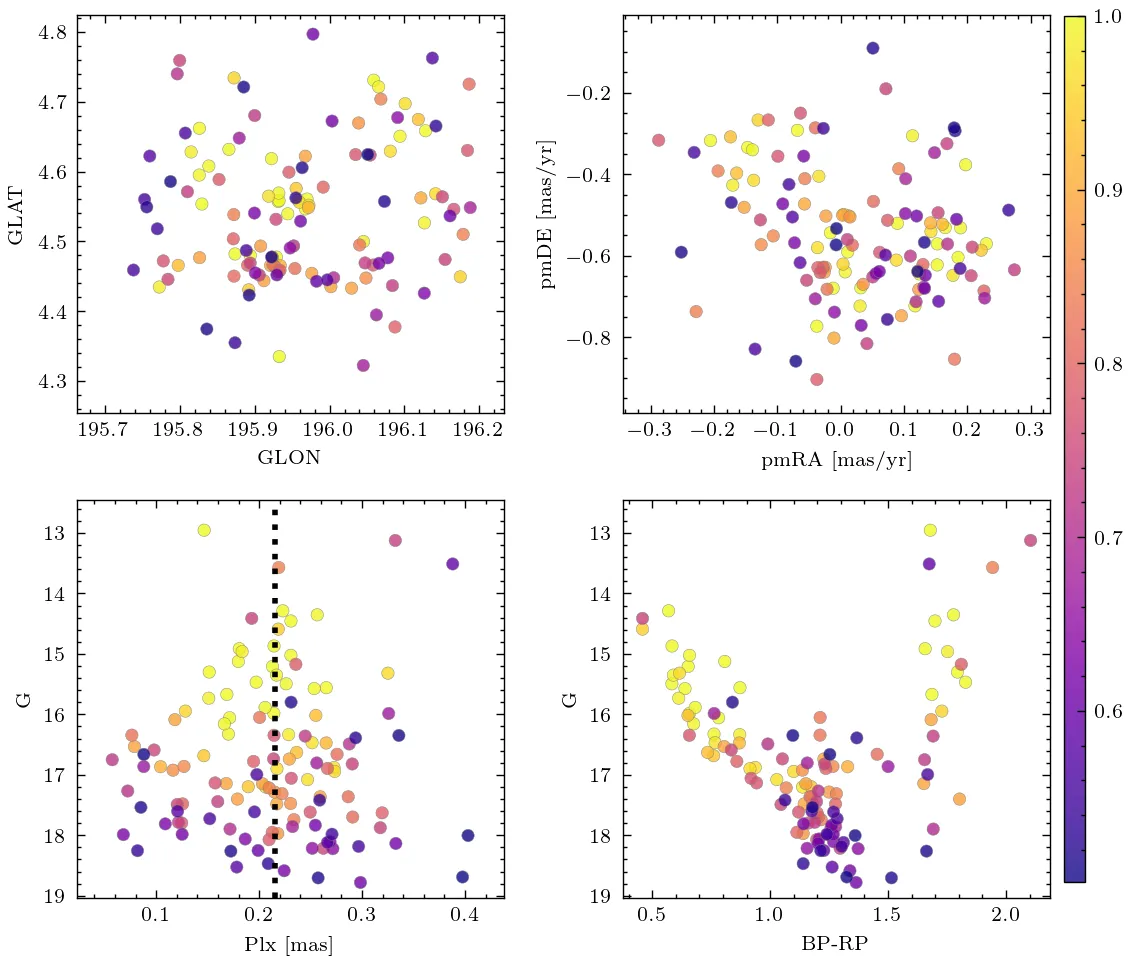 4.8
4.7
4.6
4.5
4.4
4.3
GLAT
195.7 195.8 195.9 196.0 196.1 196.2
GLON
−0.2
−0.4
−0.6
−0.8
pmDE [mas/yr]
−0.3 −0.2 −0.1 0.0 0.1 0.2 0.3
pmRA [mas/yr]
1.0
0.9
0.8
0.7
0.6
13
14
15
16
17
18
19
G
0.1 0.2 0.3 0.4
Plx [mas]
13
14
15
16
17
18
19
G
0.5 1.0 1.5 2.0
BP-RP